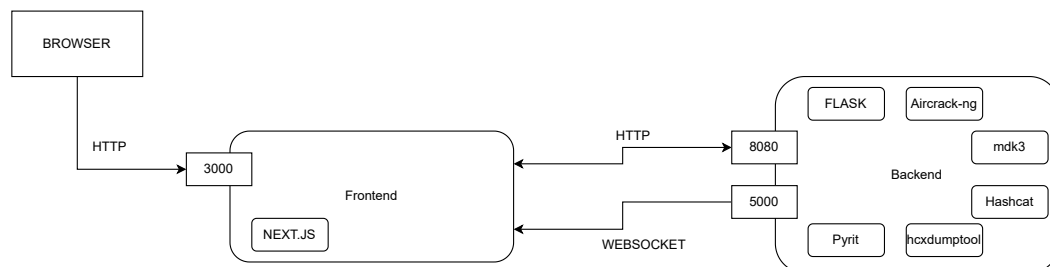 BROWSER
HTTP
3000
Frontend
NEXT.JS
HTTP
WEBSOCKET
8080
5000
FLASK
Aircrack-ng
mdk3
Backend
Hashcat
Pyrit
hcxdumptool